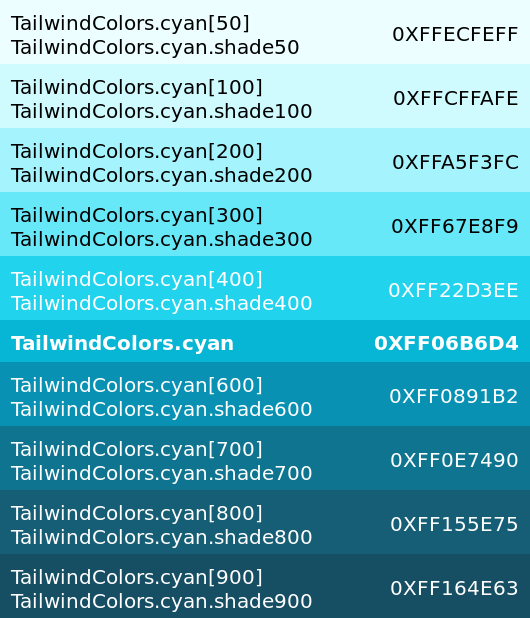 TailwindColors.cyan[50]
TailwindColors.cyan.shade50
0XFFECFEFF
TailwindColors.cyan[100]
TailwindColors.cyan.shade100
0XFFCFFAFE
TailwindColors.cyan[200]
TailwindColors.cyan.shade200
0XFFA5F3FC
TailwindColors.cyan[300]
TailwindColors.cyan.shade300
0XFF67E8F9
TailwindColors.cyan[400]
TailwindColors.cyan.shade400
0XFF22D3EE
TailwindColors.cyan
0XFF06B6D4
TailwindColors.cyan[600]
TailwindColors.cyan.shade600
0XFF0891B2
TailwindColors.cyan[700]
TailwindColors.cyan.shade700
0XFF0E7490
TailwindColors.cyan[800]
TailwindColors.cyan.shade800
0XFF155E75
TailwindColors.cyan[900]
TailwindColors.cyan.shade900
0XFF164E63